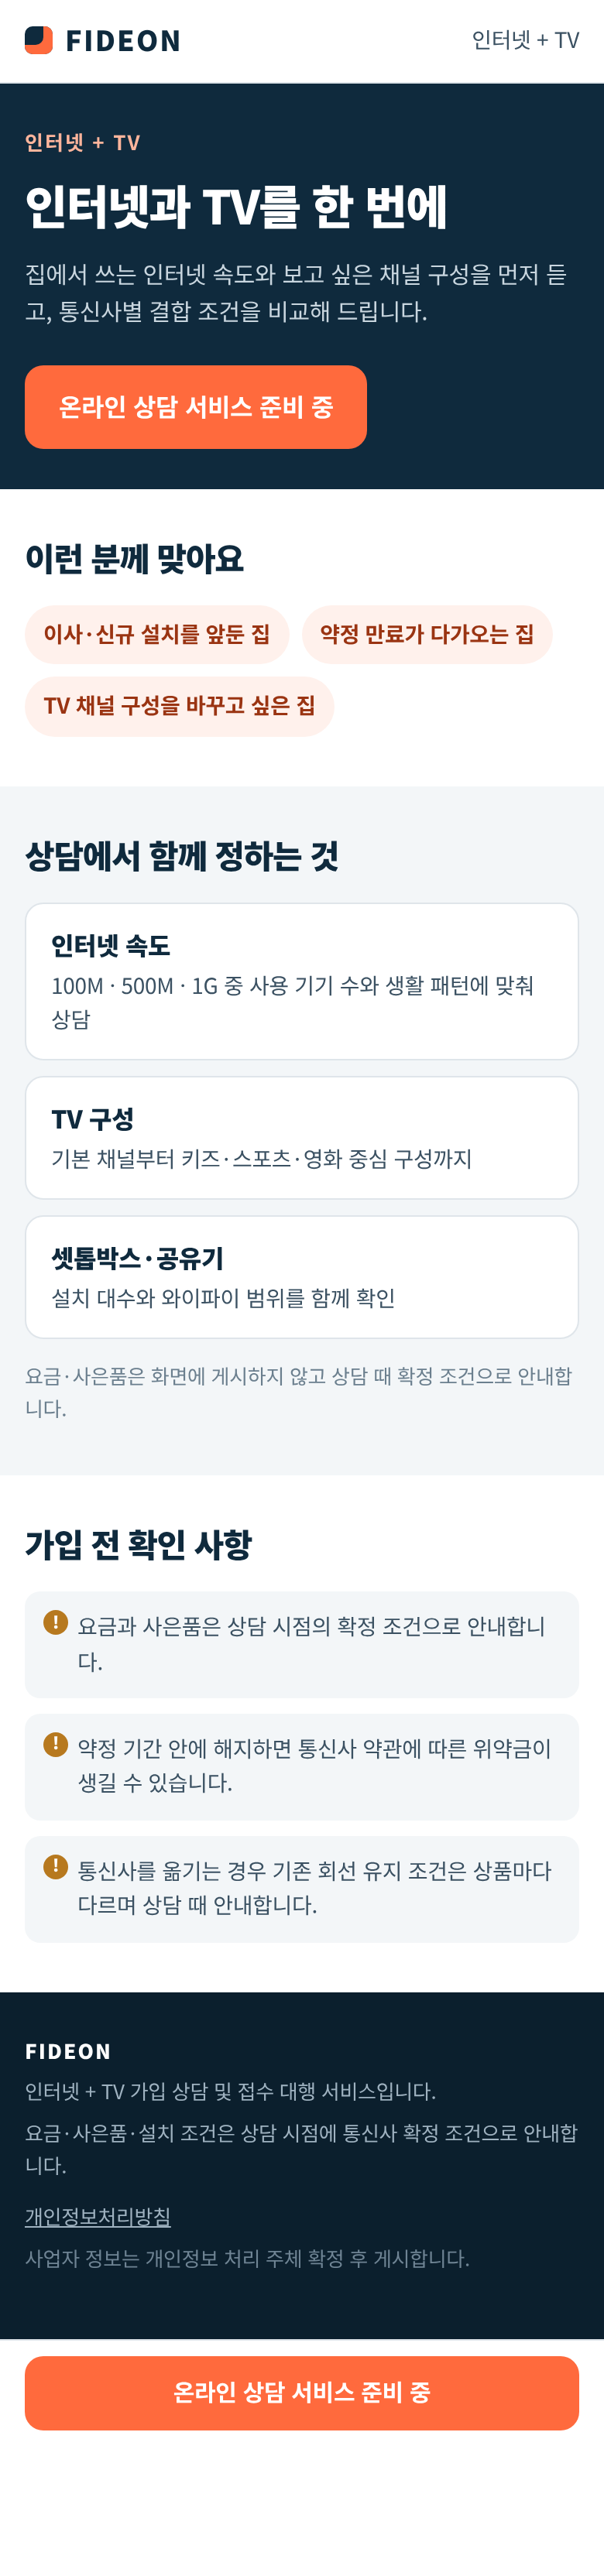 FIDEON
인터넷 + TV
인터넷 + TV
인터넷과 TV를 한 번에
집에서 쓰는 인터넷 속도와 보고 싶은 채널 구성을 먼저 듣
고, 통신사별 결합 조건을 비교해 드립니다.
온라인 상담 서비스 준비 중
이런 분께 맞아요
이사·신규 설치를 앞둔 집
약정 만료가 다가오는 집
TV 채널 구성을 바꾸고 싶은 집
상담에서 함께 정하는 것
인터넷 속도
100M · 500M · 1G 중 사용 기기 수와 생활 패턴에 맞춰
상담
TV 구성
기본 채널부터 키즈·스포츠·영화 중심 구성까지
셋톱박스·공유기
설치 대수와 와이파이 범위를 함께 확인
요금·사은품은 화면에 게시하지 않고 상담 때 확정 조건으로 안내합
니다.
가입 전 확인 사항
! 요금과 사은품은 상담 시점의 확정 조건으로 안내합니
다.
! 약정 기간 안에 해지하면 통신사 약관에 따른 위약금이
생길 수 있습니다.
! 통신사를 옮기는 경우 기존 회선 유지 조건은 상품마다
다르며 상담 때 안내합니다.
FIDEON
인터넷 + TV 가입 상담 및 접수 대행 서비스입니다.
요금·사은품·설치 조건은 상담 시점에 통신사 확정 조건으로 안내합
니다.
개인정보처리방침
사업자 정보는 개인정보 처리 주체 확정 후 게시합니다.
온라인 상담 서비스 준비 중